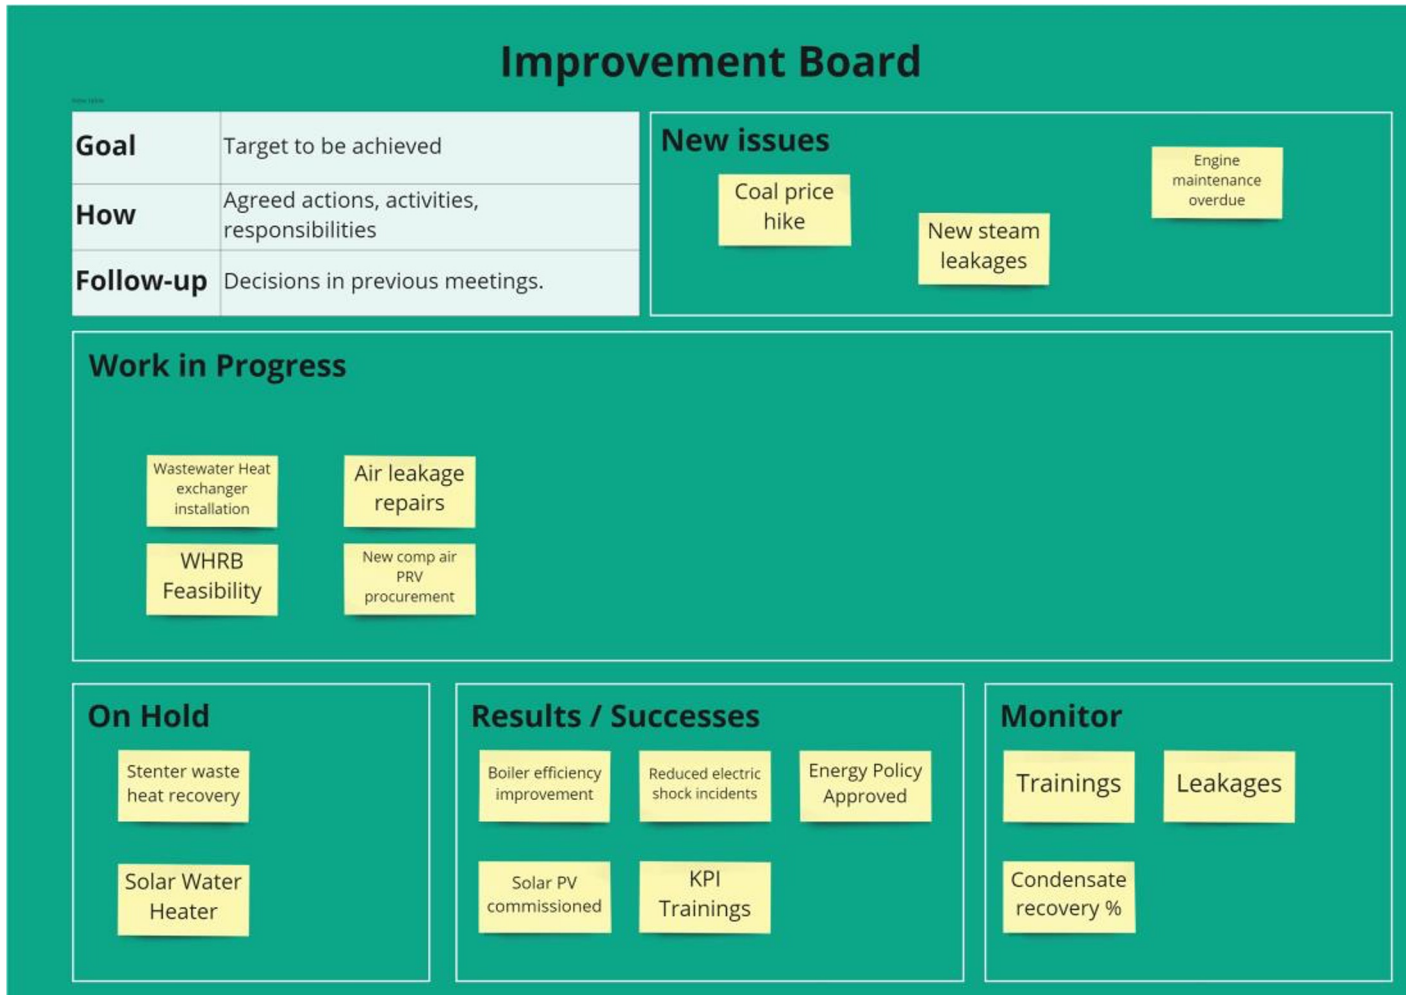 Improvement Board
Goal
Target to be achieved
How
Agreed actions, activities,
responsibilities
Follow-up
Decisions in previous meetings.
New issues
Coal price
hike
New steam
leakages
Engine
maintenance
overdue
Work in Progress
Wastewater Heat
exchanger
installation
Air leakage
repairs
WHRB
Feasibility
New comp air
PRV
procurement
On Hold
Stenter waste
heat recovery
Solar Water
Heater
Results / Successes
Boiler efficiency
improvement
Reduced electric
shock incidents
Energy Policy
Approved
Solar PV
commissioned
KPI
Trainings
Monitor
Trainings
Leakages
Condensate
recovery %